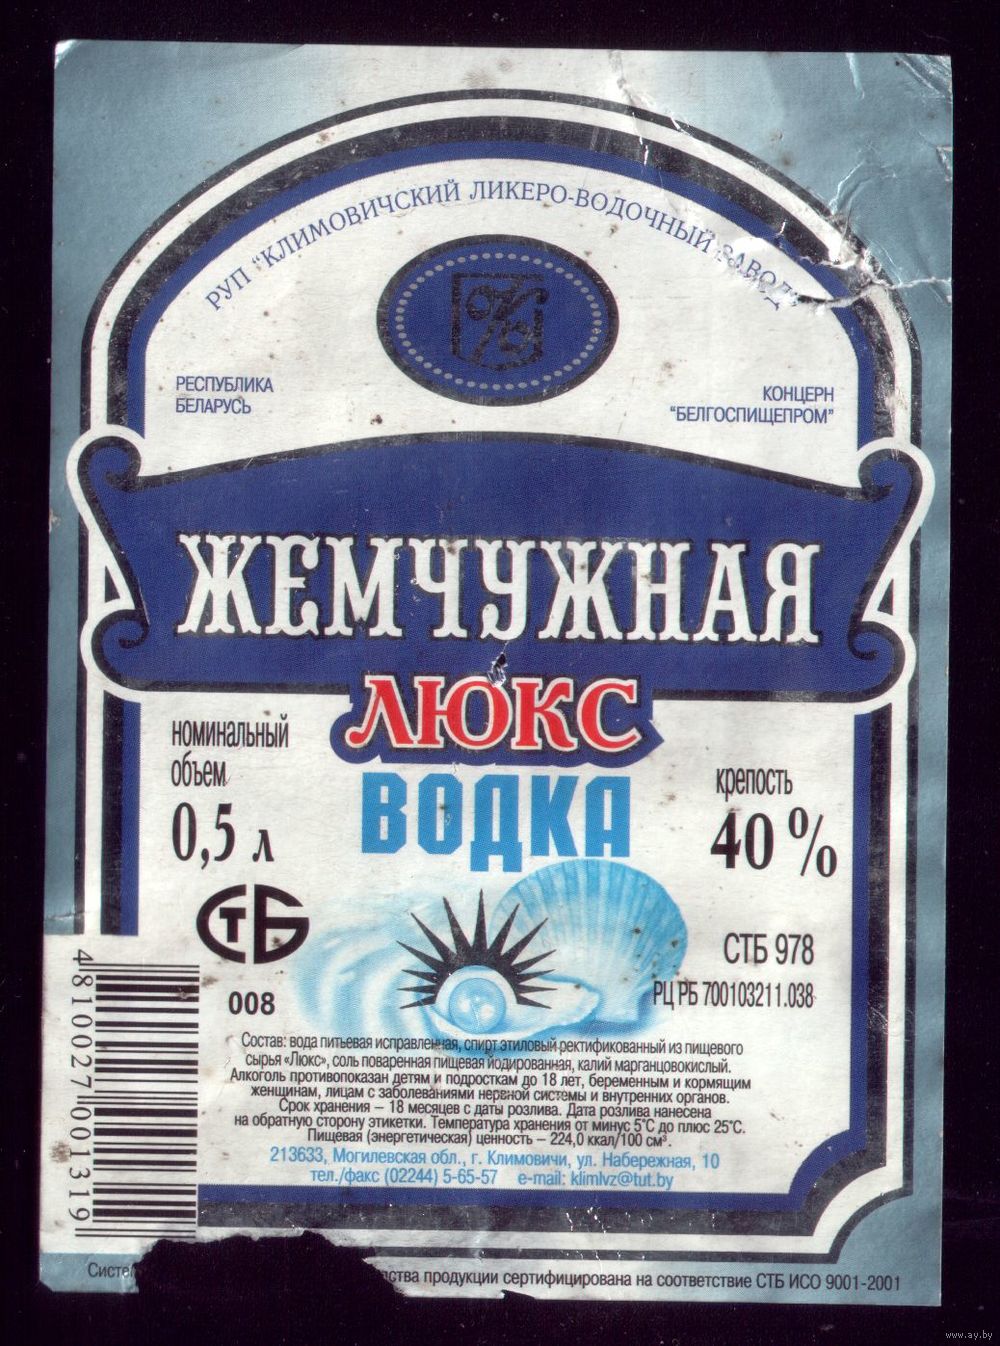 РУП "КЛИМОВИЧСКИЙ ЛИКЕРО-ВОДОЧНЫЙ ЗАВОД"
РЕСПУБЛИКА
БЕЛАРУСЬ
КОНЦЕРН
"БЕЛГОСПИЩЕПРОМ"
ЖЕМЧУЖНАЯ
ЛЮКС
ВОДКА
номинальный
объем
0,5 л
крепость
40 %
СТБ
008
СТБ 978
РЦ РБ 700103211.038
Состав: вода питьевая исправленная, спирт этиловый ректификованный из пищевого
сырья «Люкс», соль поваренная пищевая йодированная, калий марганцовокислый.
Алкоголь противопоказан детям и подросткам до 18 лет, беременным и кормящим
женщинам, лицам с заболеваниями нервной системы и внутренних органов.
Срок хранения – 18 месяцев с даты розлива. Дата розлива нанесена
на обратную сторону этикетки. Температура хранения от минус 5°С до плюс 25°С.
Пищевая (энергетическая) ценность – 224,0 ккал/100 см³.
213633, Могилевская обл., г. Климовичи, ул. Набережная, 10
тел./факс (02244) 5-65-57 e-mail: klimlvz@tut.by
4810027001319
продукции сертифицирована на соответствие СТБ ИСО 9001-2001
www.ay.by